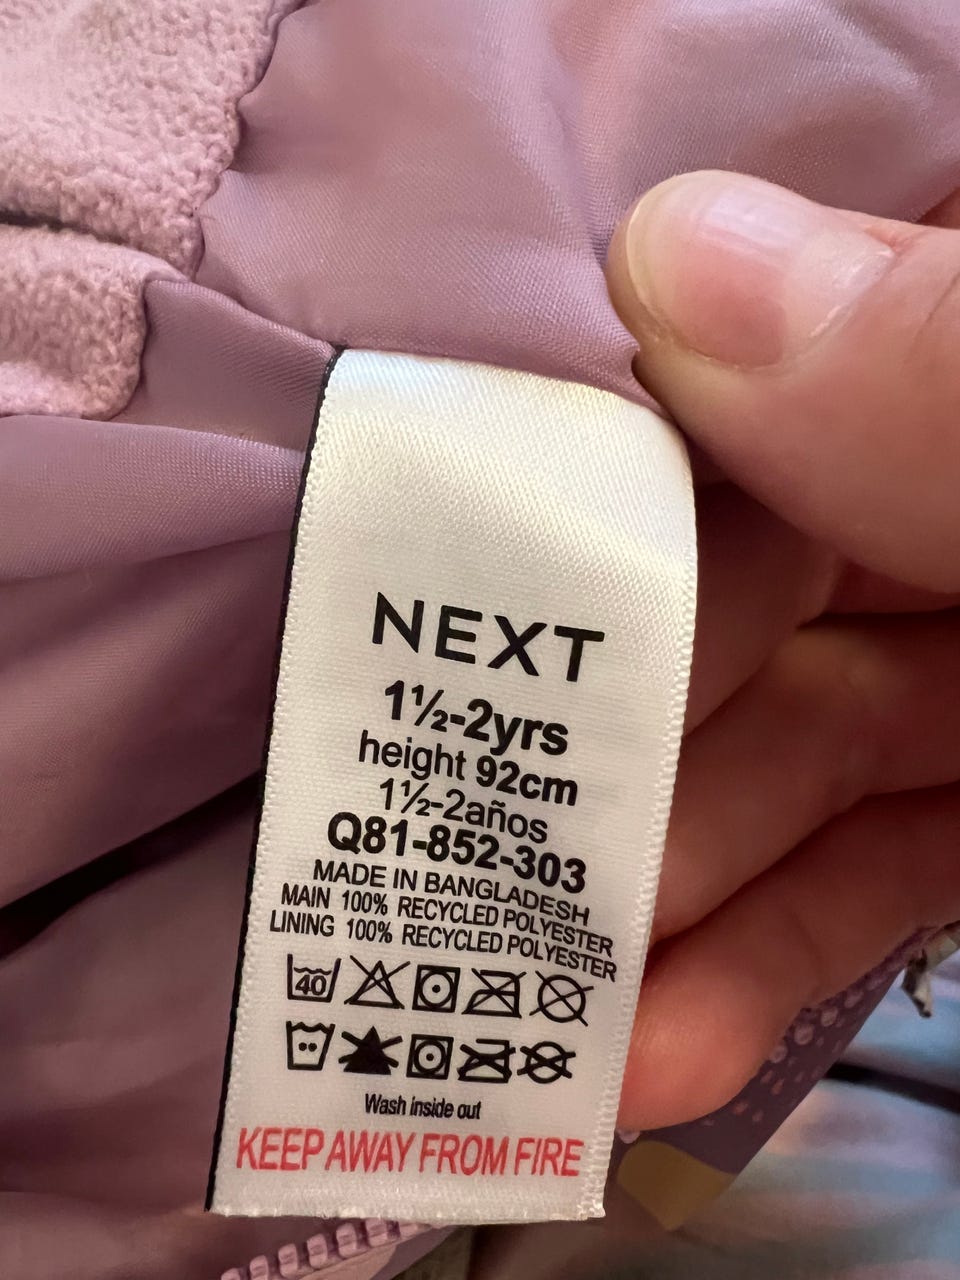 NEXT
1½-2yrs
height 92cm
1½-2años
Q81-852-303
MADE IN BANGLADESH
MAIN 100% RECYCLED POLYESTER
LINING 100% RECYCLED POLYESTER
40
Wash inside out
KEEP AWAY FROM FIRE